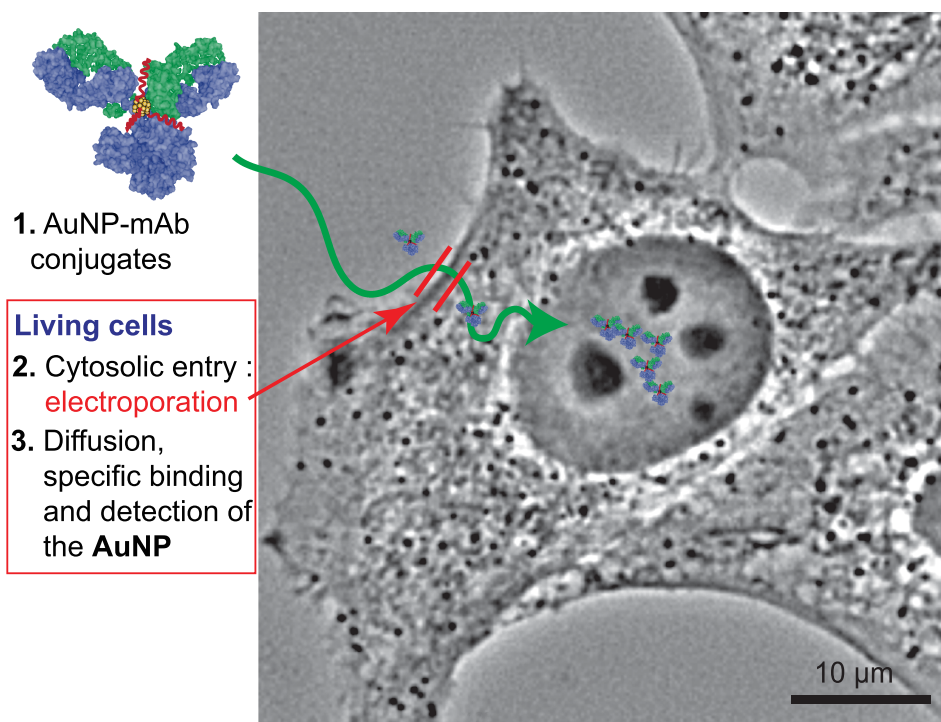 1. AuNP-mAb
conjugates
Living cells
2. Cytosolic entry :
electroporation
3. Diffusion,
specific binding
and detection of
the AuNP
10 µm